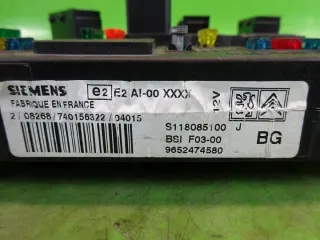 SIEMENS e2 E2 AI-00 XXXX
FABRIQUE EN FRANCE
12V
2 / 08268 / 740156322 / 04015
S118085100 J
BSI F03-00 BG
9652474580